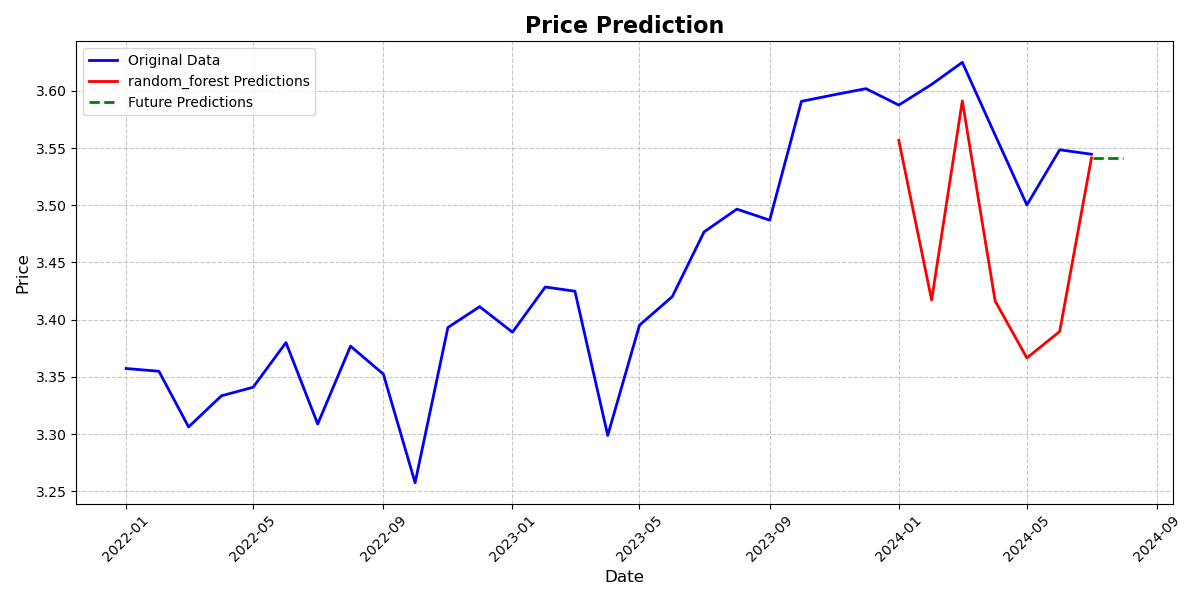 Price Prediction
Original Data
random_forest Predictions
Future Predictions
Price
3.60
3.55
3.50
3.45
3.40
3.35
3.30
3.25
2022-01
2022-05
2022-09
2023-01
2023-05
2023-09
2024-01
2024-05
2024-09
Date